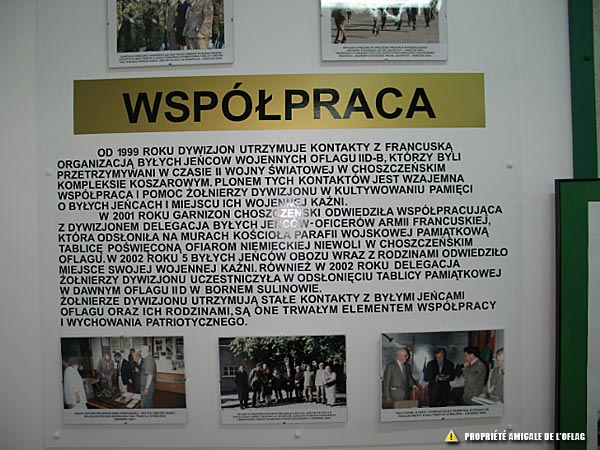 WSPÓŁPRACA
OD 1999 ROKU DYWIZJON UTRZYMUJE KONTAKTY Z FRANCUSKĄ
ORGANIZACJĄ BYŁYCH JEŃCÓW WOJENNYCH OFLAGU IID-B, KTÓRZY BYLI
PRZETRZYMYWANI W CZASIE II WOJNY ŚWIATOWEJ W CHOSZCZEŃSKIM
KOMPLEKSIE KOSZAROWYM. PLONEM TYCH KONTAKTÓW JEST WZAJEMNA
WSPÓŁPRACA I POMOC ŻOŁNIERZY DYWIZJONU W KULTYWOWANIU PAMIĘCI
O BYŁYCH JEŃCACH I MIEJSCU ICH WOJENNEJ KAŹNI.
W 2001 ROKU GARNIZON CHOSZCZEŃSKI ODWIEDZIŁA WSPÓŁPRACUJĄCA
Z DYWIZJONEM DELEGACJA BYŁYCH JEŃCÓW-OFICERÓW ARMII FRANCUSKIEJ,
KTÓRA ODSŁONIŁA NA MURACH KOŚCIOŁA PARAFII WOJSKOWEJ PAMIĄTKOWĄ
TABLICĘ POŚWIĘCONĄ OFIAROM NIEMIECKIEJ NIEWOLI W CHOSZCZEŃSKIM
OFLAGU. W 2002 ROKU 5 BYŁYCH JEŃCÓW OBOZU WRAZ Z RODZINAMI ODWIEDZIŁO
MIEJSCE SWOJEJ WOJENNEJ KAŹNI. RÓWNIEŻ W 2002 ROKU DELEGACJA
ŻOŁNIERZY DYWIZJONU UCZESTNICZYŁA W ODSŁONIĘCIU TABLICY PAMIĄTKOWEJ
W DAWNYM OFLAGU IID W BORNEM SULINOWIE.
ŻOŁNIERZE DYWIZJONU UTRZYMUJĄ STAŁE KONTAKTY Z BYŁYMI JEŃCAMI
OFLAGU ORAZ ICH RODZINAMI, SĄ ONE TRWAŁYM ELEMENTEM WSPÓŁPRACY
I WYCHOWANIA PATRIOTYCZNEGO.
PROPRIÉTÉ AMICALE DE L'OFLAG